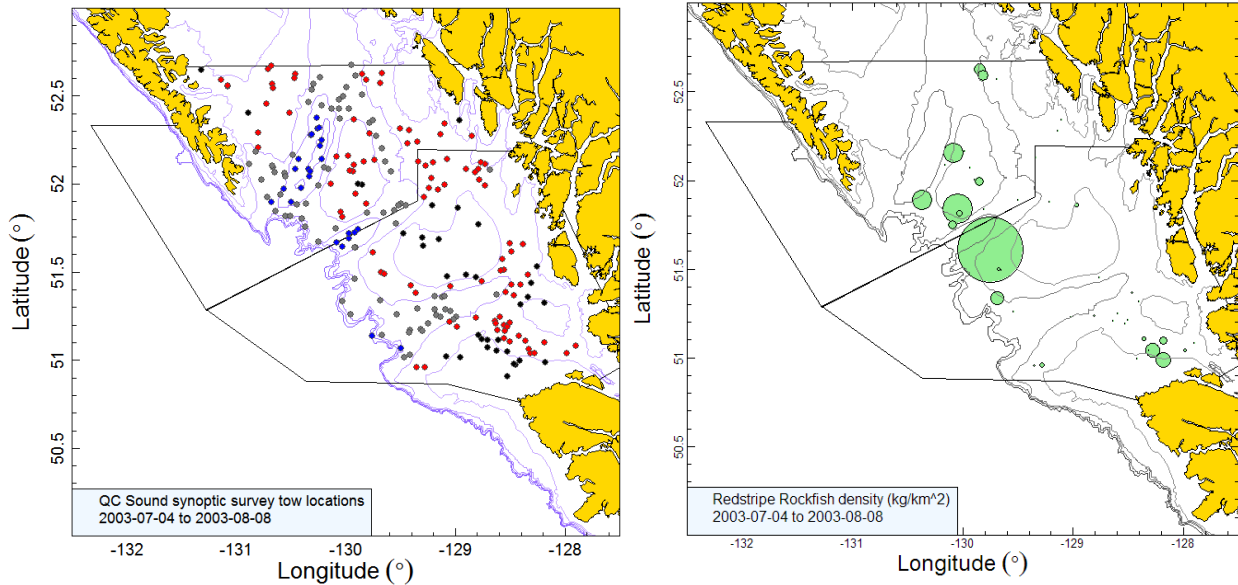 52.5
52
51.5
51
50.5
Latitude (°)
QC Sound synoptic survey tow locations
2003-07-04 to 2003-08-08
-132
-131
-130
-129
-128
Longitude (°)
52.5
52
51.5
51
50.5
Latitude (°)
Redstripe Rockfish density (kg/km^2)
2003-07-04 to 2003-08-08
-132
-131
-130
-129
-128
Longitude (°)